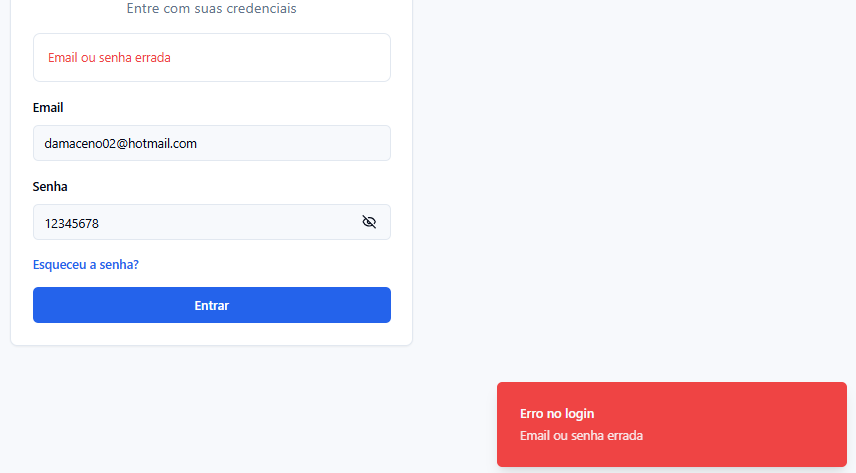 Entre com suas credenciais
Email ou senha errada
Email
damaceno02@hotmail.com
Senha
12345678
Esqueceu a senha?
Entrar
Erro no login
Email ou senha errada